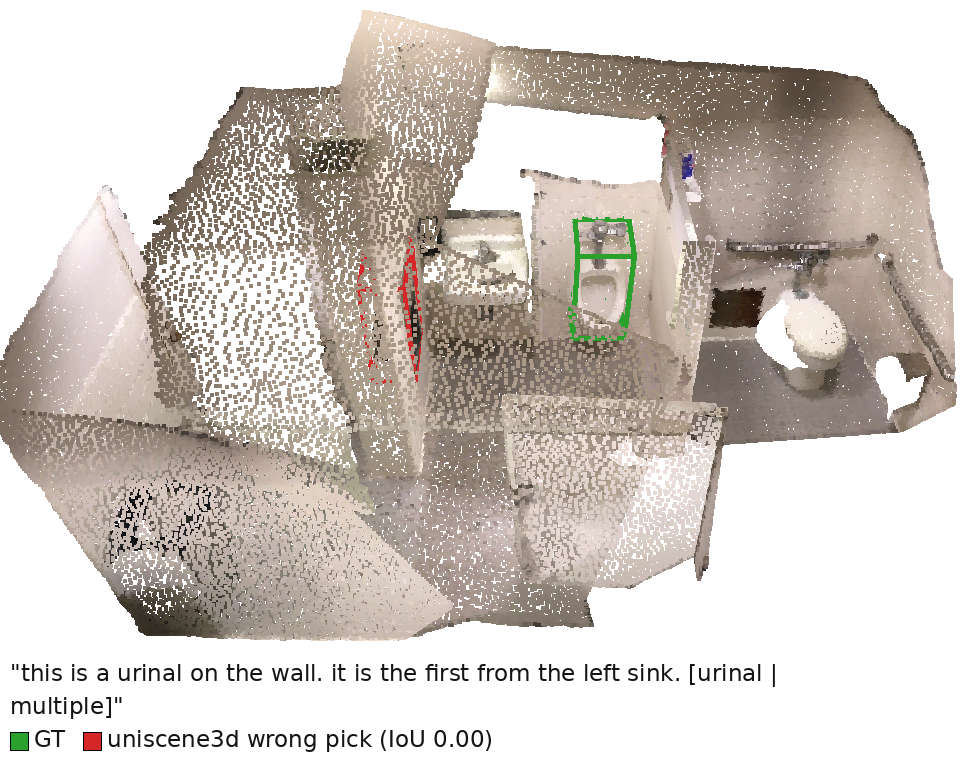 "this is a urinal on the wall. it is the first from the left sink. [urinal |
multiple]"
GT uniscene3d wrong pick (IoU 0.00)